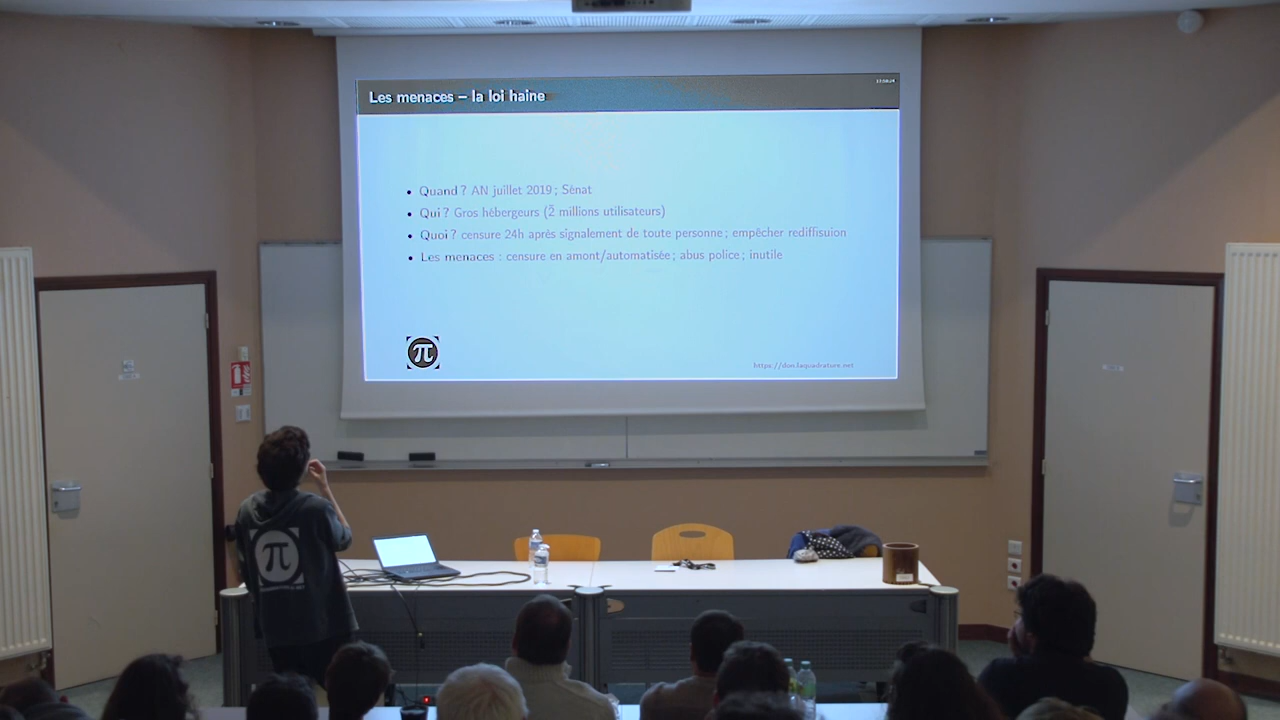 Les menaces – la loi haine
• Quand ? AN juillet 2019 ; Sénat
• Qui ? Gros hébergeurs (2 millions utilisateurs)
• Quoi ? censure 24h après signalement de toute personne ; empêcher rediffisuion
• Les menaces : censure en amont/automatisée ; abus police ; inutile
π
https://don.laquadrature.net
π